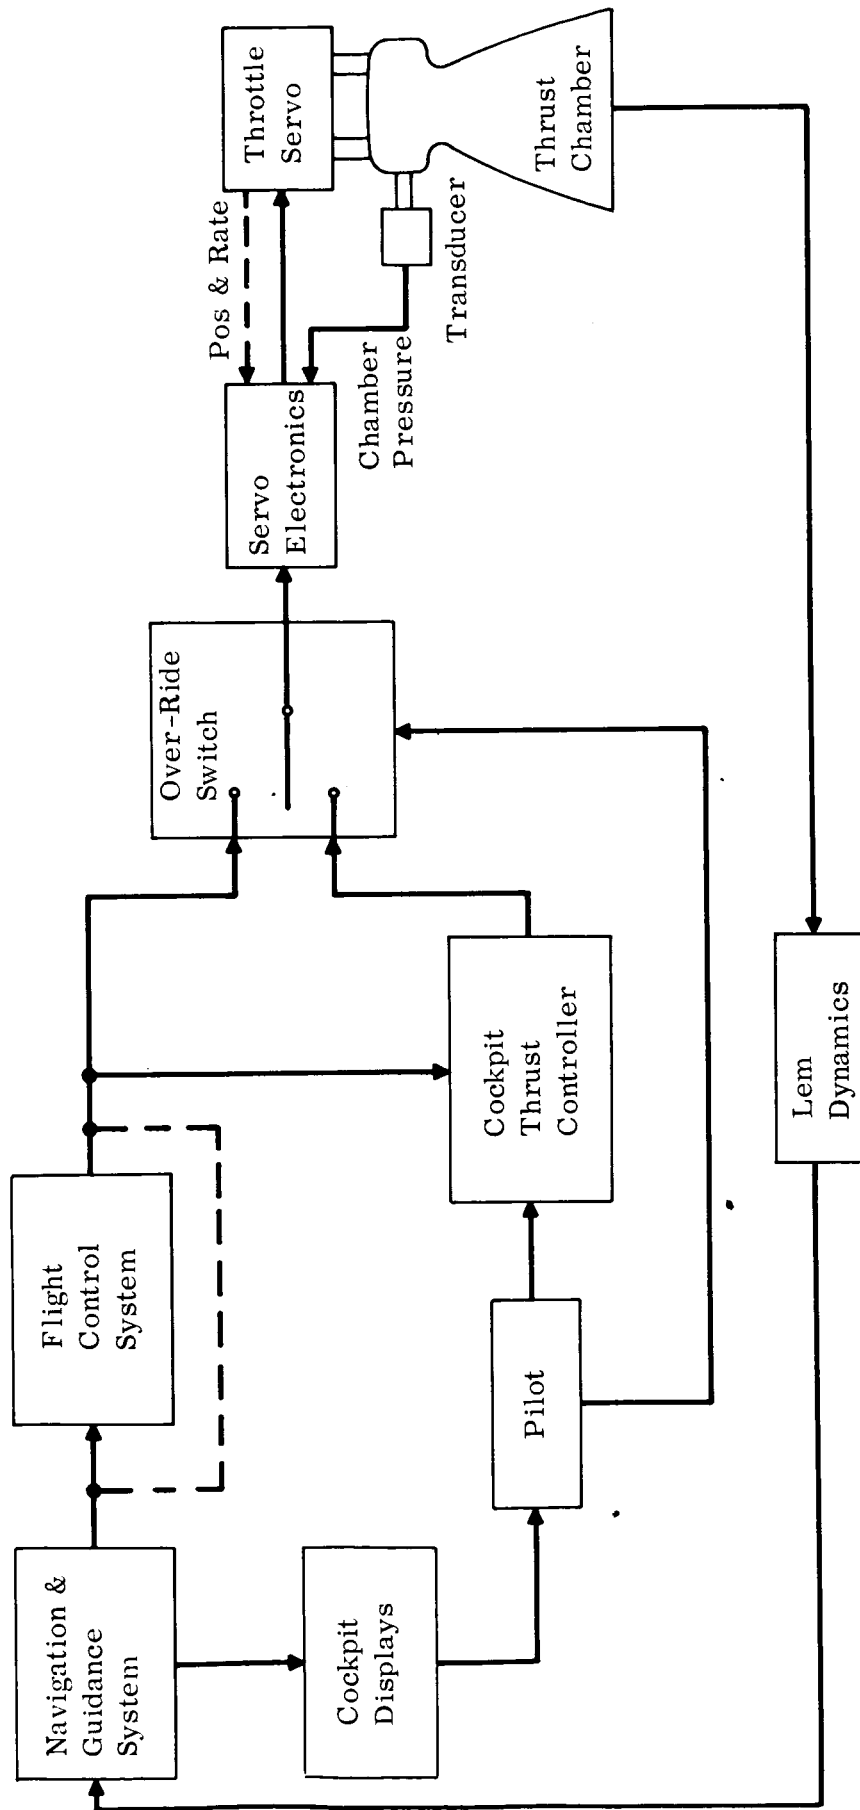 Navigation &
Guidance
System
Flight
Control
System
Cockpit
Displays
Pilot
Cockpit
Thrust
Controller
Over-Ride
Switch
Servo
Electronics
Pos & Rate
Throttle
Servo
Chamber
Pressure
Transducer
Thrust
Chamber
Lem
Dynamics